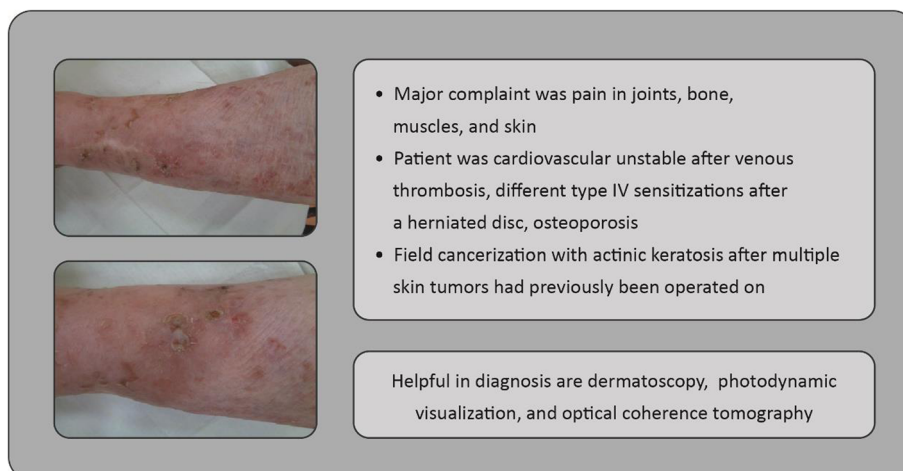 • Major complaint was pain in joints, bone,
muscles, and skin
• Patient was cardiovascular unstable after venous
thrombosis, different type IV sensitizations after
a herniated disc, osteoporosis
• Field cancerization with actinic keratosis after multiple
skin tumors had previously been operated on
Helpful in diagnosis are dermatoscopy, photodynamic
visualization, and optical coherence tomography